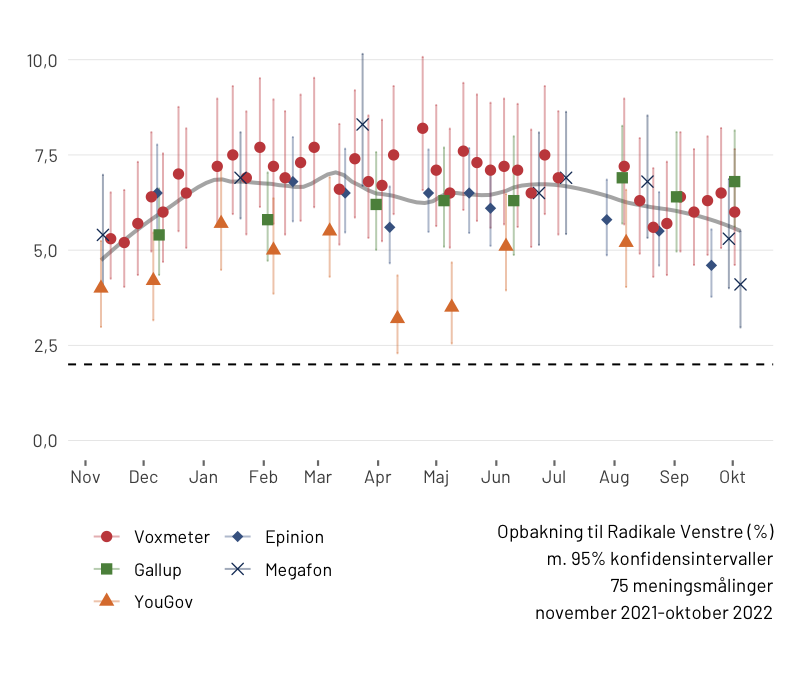 10,0
7,5
5,0
2,5
0,0
Nov Dec Jan Feb Mar Apr Maj Jun Jul Aug Sep Okt
Voxmeter Epinion
Gallup Megafon
YouGov
Opbakning til Radikale Venstre (%)
m. 95% konfidensintervaller
75 meningsmålinger
november 2021-oktober 2022